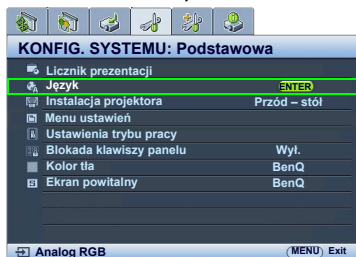 KONFIG. SYSTEMU: Podstawowa
Licznik prezentacji
Język ENTER
Instalacja projektora Przód – stół
Menu ustawień
Ustawienia trybu pracy
Blokada klawiszy panelu Wył.
Kolor tła BenQ
Ekran powitalny BenQ
Analog RGB MENU Exit